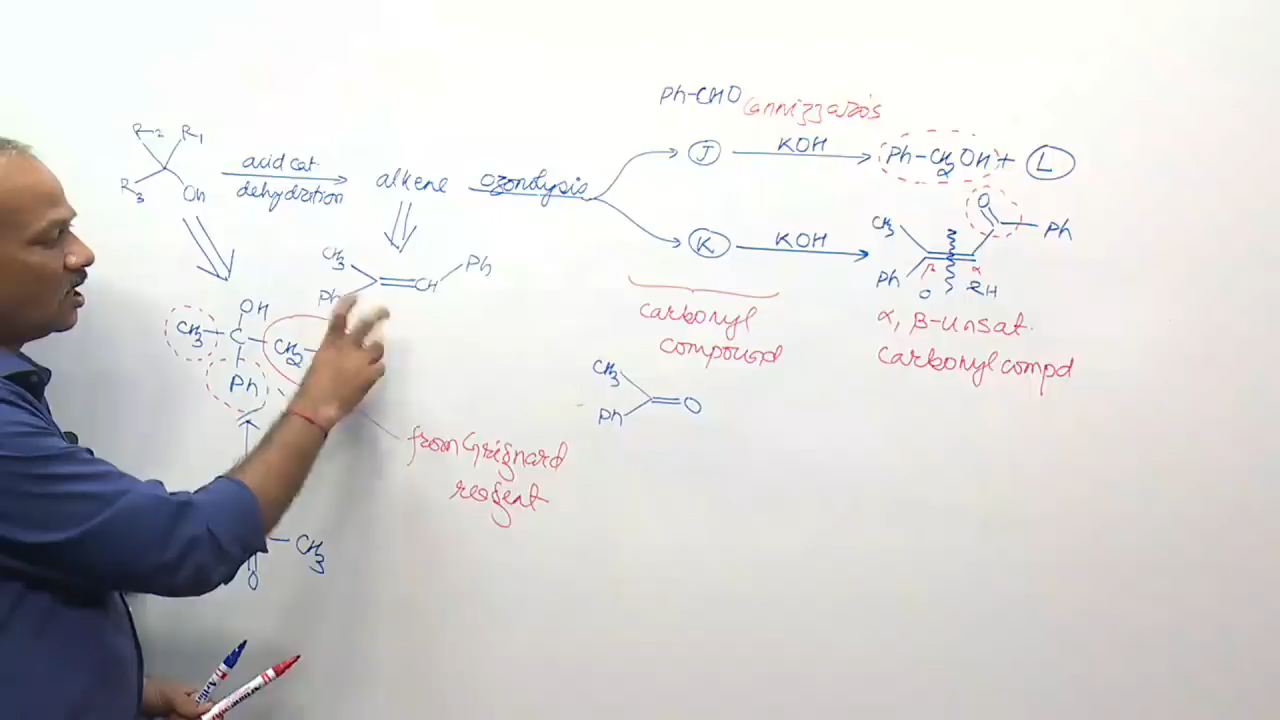 Ph-CHO Cannizzaro's
R2 R1
R3 OH
acid cat.
dehydration
alkene
ozonolysis
J
KOH
Ph-CH2OH + L
α
K
KOH
CH3
Ph
O
β
α
O
Ph
RH
CH3
Ph
CH
Ph
carbonyl
compound
α, β-unsat.
carbonyl compd
OH
CH3-C-CH2
Ph
CH3
Ph
O
from Grignard
reagent
CH3
O